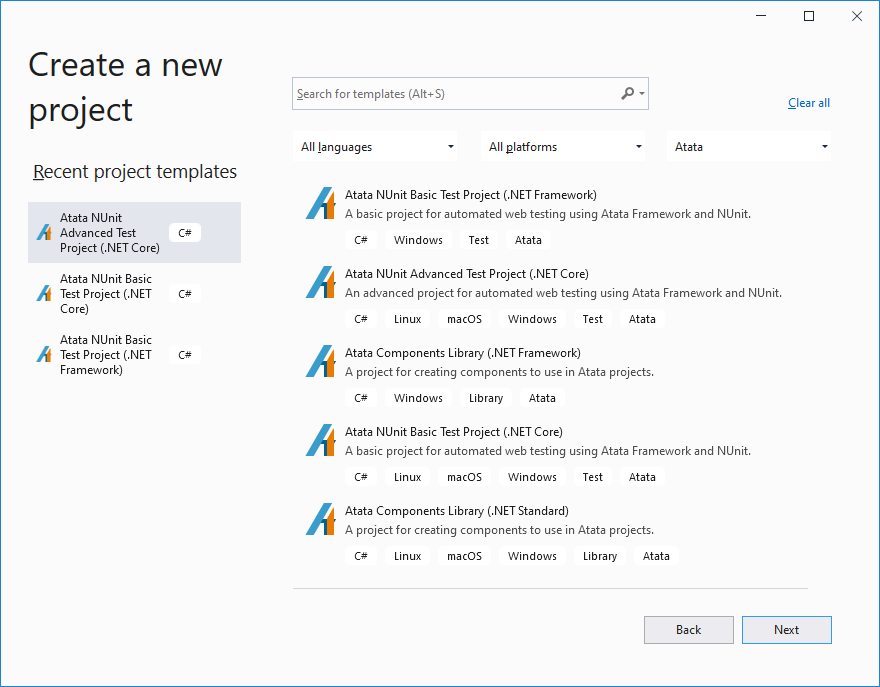 Create a new
project
Search for templates (Alt+S)
Clear all
All languages
All platforms
Atata
Recent project templates
Atata NUnit
Advanced Test
Project (.NET Core)
C#
Atata NUnit Basic
Test Project (.NET
Core)
C#
Atata NUnit Basic
Test Project (.NET
Framework)
C#
Atata NUnit Basic Test Project (.NET Framework)
A basic project for automated web testing using Atata Framework and NUnit.
C# Windows Test Atata
Atata NUnit Advanced Test Project (.NET Core)
An advanced project for automated web testing using Atata Framework and NUnit.
C# Linux macOS Windows Test Atata
Atata Components Library (.NET Framework)
A project for creating components to use in Atata projects.
C# Windows Library Atata
Atata NUnit Basic Test Project (.NET Core)
A basic project for automated web testing using Atata Framework and NUnit.
C# Linux macOS Windows Test Atata
Atata Components Library (.NET Standard)
A project for creating components to use in Atata projects.
C# Linux macOS Windows Library Atata
Back
Next